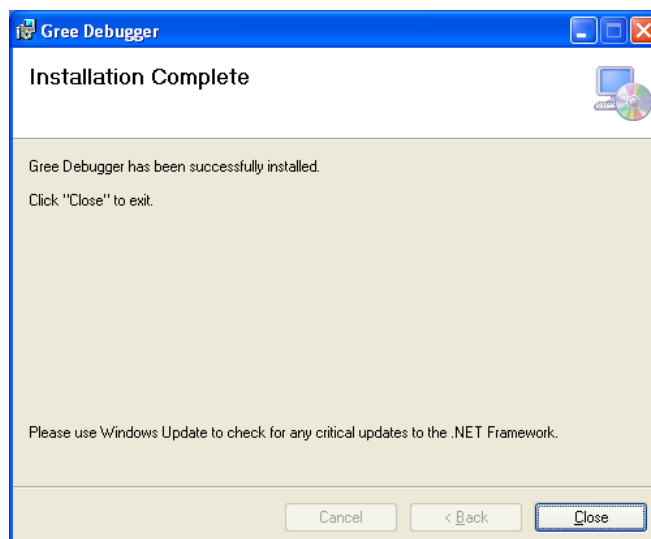 Gree Debugger
Installation Complete
Gree Debugger has been successfully installed.
Click "Close" to exit.
Please use Windows Update to check for any critical updates to the .NET Framework.
Cancel
< Back
Close